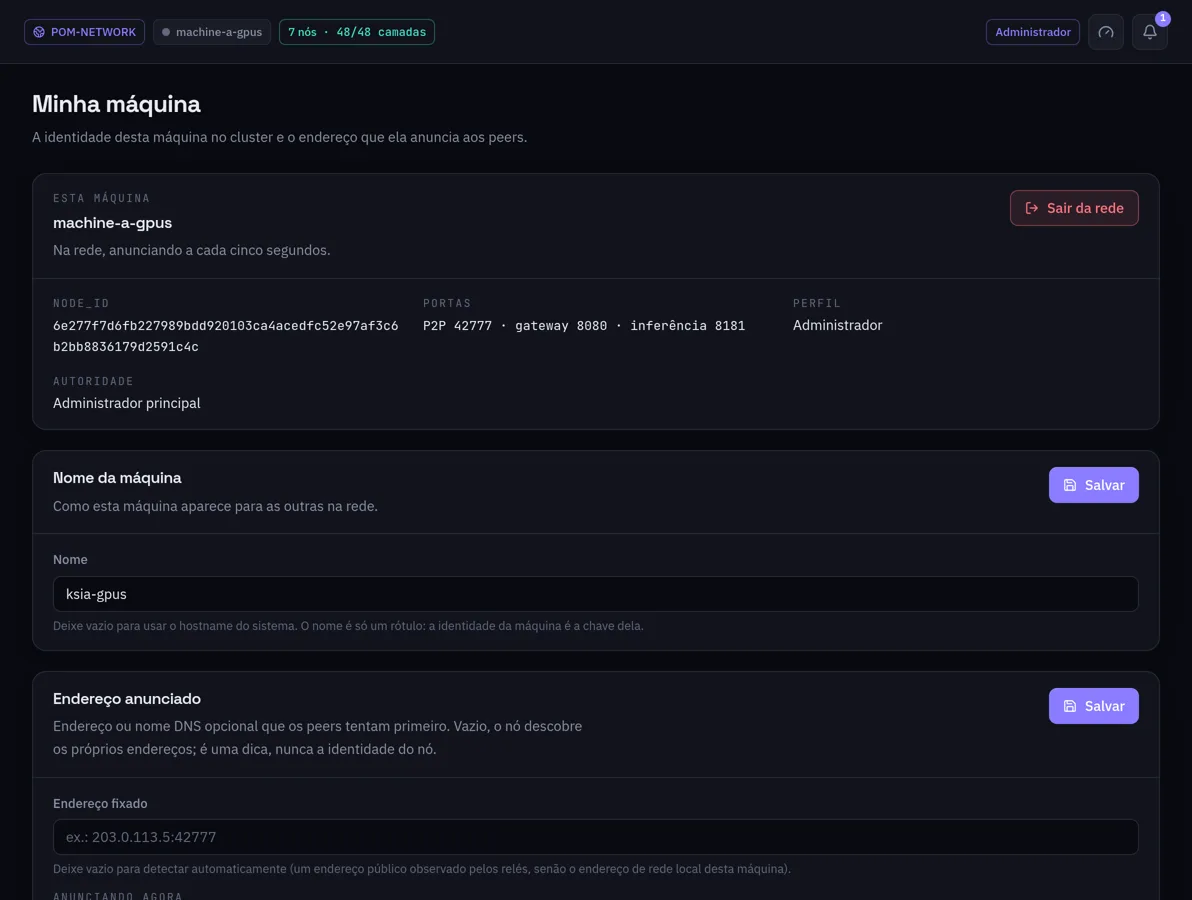 POM-NETWORK
machine-a-gpus
7 nós · 48/48 camadas
Administrador
1
Minha máquina
A identidade desta máquina no cluster e o endereço que ela anuncia aos peers.
ESTA MÁQUINA
machine-a-gpus
Na rede, anunciando a cada cinco segundos.
Sair da rede
NODE_ID
6e277f7d6fb227989bdd920103ca4acedfc52e97af3c6
b2bb8836179d2591c4c
PORTAS
P2P 42777 · gateway 8080 · inferência 8181
PERFIL
Administrador
AUTORIDADE
Administrador principal
Nome da máquina
Como esta máquina aparece para as outras na rede.
Salvar
Nome
ksia-gpus
Deixe vazio para usar o hostname do sistema. O nome é só um rótulo: a identidade da máquina é a chave dela.
Endereço anunciado
Endereço ou nome DNS opcional que os peers tentam primeiro. Vazio, o nó descobre
os próprios endereços; é uma dica, nunca a identidade do nó.
Salvar
Endereço fixado
ex.: 203.0.113.5:42777
Deixe vazio para detectar automaticamente (um endereço público observado pelos relés, senão o endereço de rede local desta máquina).
ANUNCIANDO AGORA